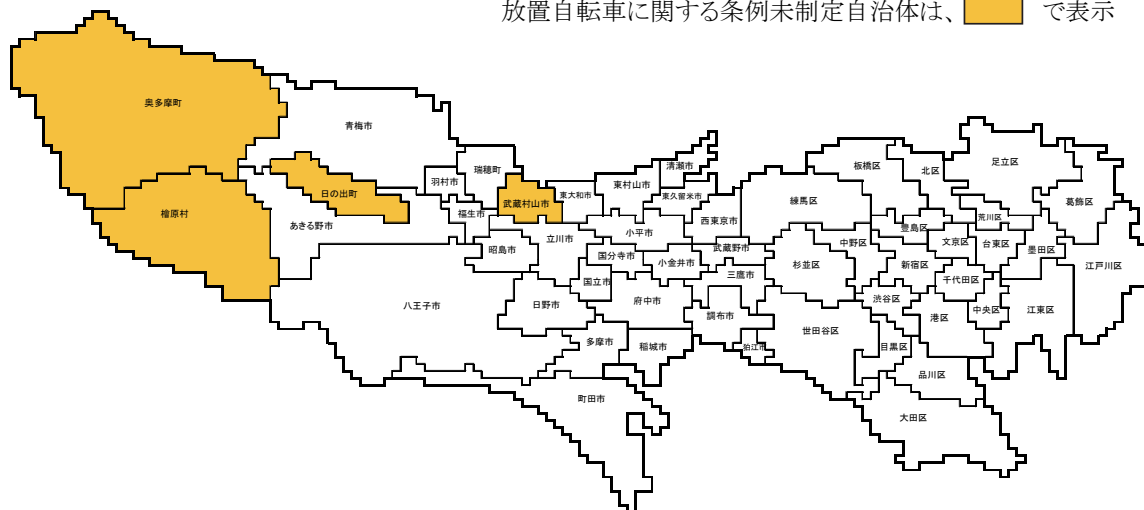 放置自転車に関する条例未制定自治体は、 で表示
奥多摩町
青梅市
瑞穂町
羽村市
日の出町
武蔵村山市
東大和市
東村山市
清瀬市
東久留米市
西東京市
練馬区
板橋区
北区
足立区
葛飾区
荒川区
檜原村
あきる野市
福生市
昭島市
立川市
小平市
国分寺市
小金井市
武蔵野市
三鷹市
杉並区
中野区
豊島区
新宿区
文京区
台東区
墨田区
江戸川区
千代田区
八王子市
日野市
国立市
府中市
調布市
狛江市
世田谷区
渋谷区
港区
中央区
江東区
多摩市
稲城市
目黒区
品川区
町田市
大田区